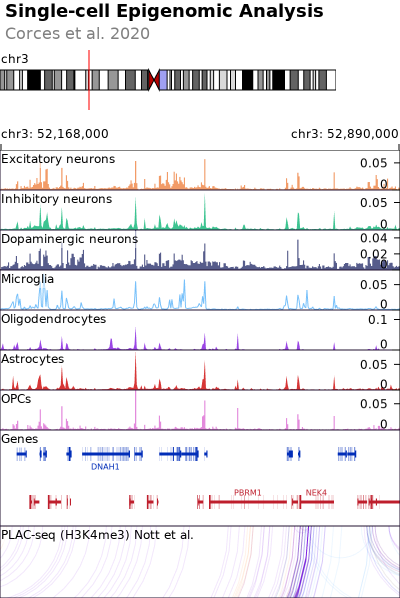 Single-cell Epigenomic Analysis
Corces et al. 2020
chr3
chr3: 52,168,000 chr3: 52,890,000
Excitatory neurons 0.05
0
Inhibitory neurons 0.05
0
Dopaminergic neurons 0.04
0.02
0
Microglia 0.05
0
Oligodendrocytes 0.1
0
Astrocytes 0.05
0
OPCs 0.05
0
Genes
DNAH1
PBRM1 NEK4
PLAC-seq (H3K4me3) Nott et al.